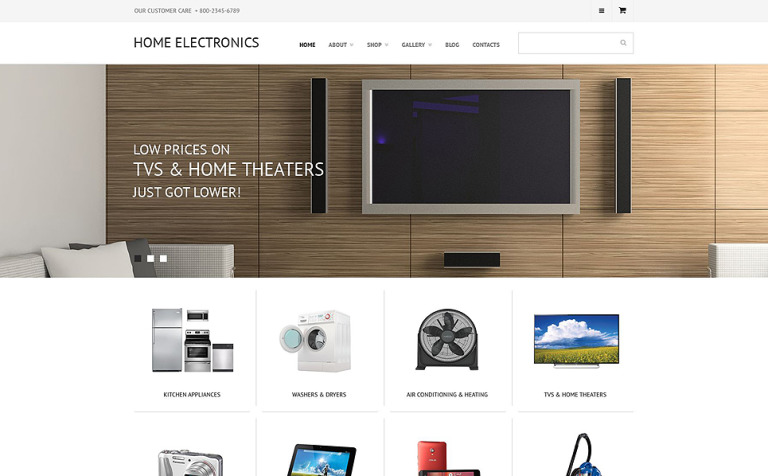 OUR CUSTOMER CARE + 800-2345-6789
HOME ELECTRONICS
HOME ABOUT SHOP GALLERY BLOG CONTACTS
LOW PRICES ON
TVS & HOME THEATERS
JUST GOT LOWER!
KITCHEN APPLIANCES WASHERS & DRYERS AIR CONDITIONING & HEATING TVS & HOME THEATERS